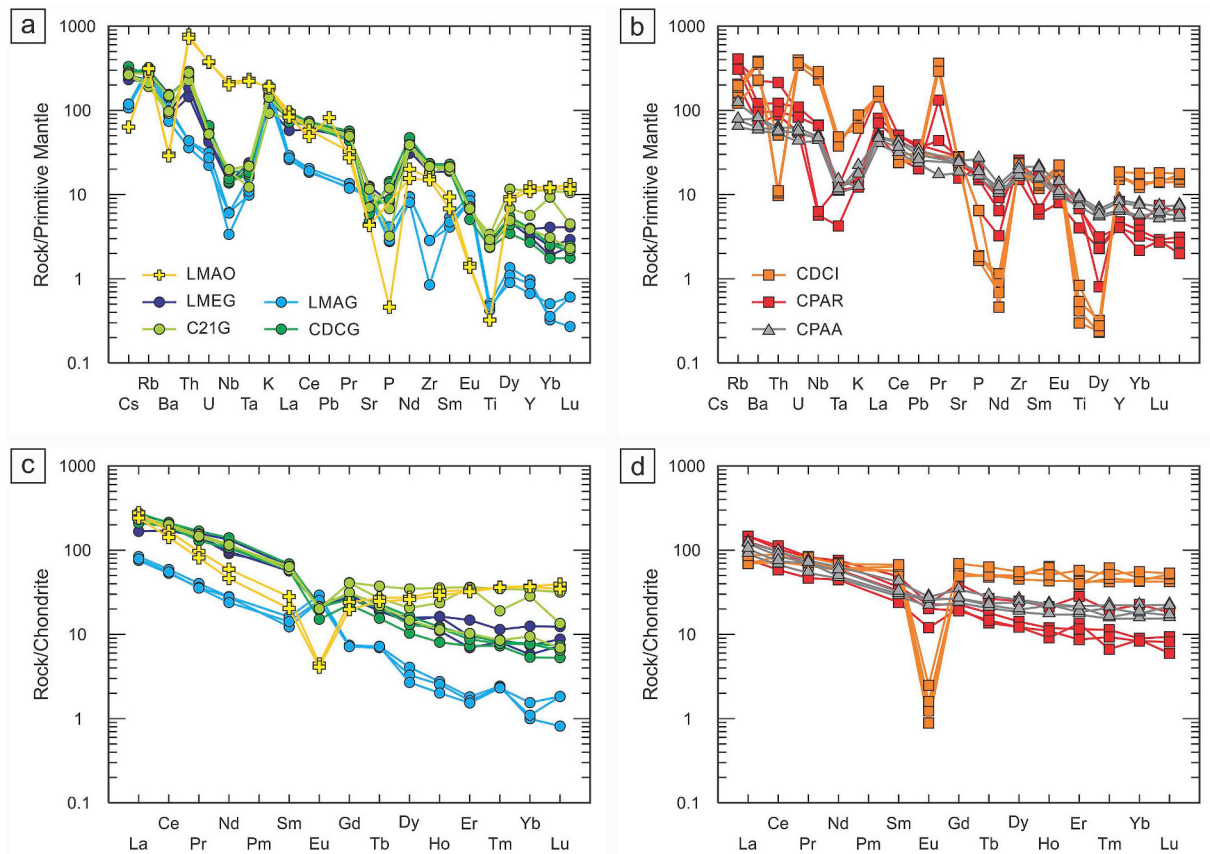 a
Rock/Primitive Mantle
1000
100
10
1
0.1
LMAO
LMEG LMAG
C21G CDCG
Rb Th Nb K Ce Pr P Zr Eu Dy Yb
Cs Ba U Ta La Pb Sr Nd Sm Ti Y Lu
b
Rock/Primitive Mantle
1000
100
10
1
0.1
CDCI
CPAR
CPAA
Rb Th Nb K Ce Pr P Zr Eu Dy Yb
Cs Ba U Ta La Pb Sr Nd Sm Ti Y Lu
c
Rock/Chondrite
1000
100
10
1
0.1
Ce Nd Sm Gd Dy Er Yb
La Pr Pm Eu Tb Ho Tm Lu
d
Rock/Chondrite
1000
100
10
1
0.1
Ce Nd Sm Gd Dy Er Yb
La Pr Pm Eu Tb Ho Tm Lu